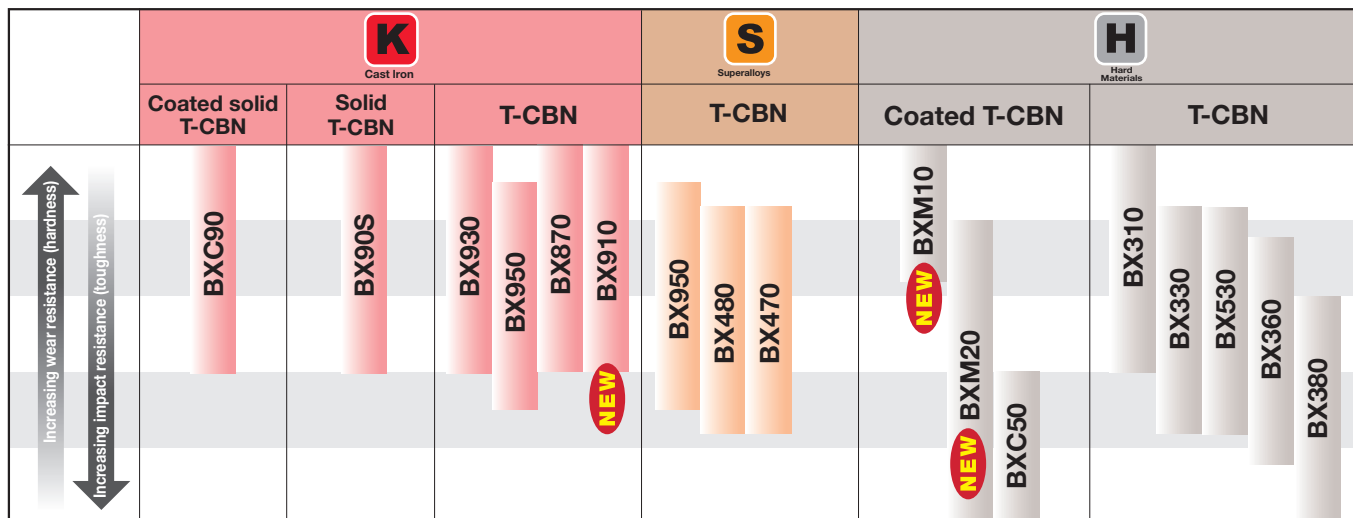 K
Cast Iron
S
Superalloys
H
Hard
Materials
Coated solid
T-CBN
Solid
T-CBN
T-CBN
T-CBN
Coated T-CBN
T-CBN
Increasing wear resistance (hardness)
Increasing impact resistance (toughness)
BXC90
BX90S
BX930
BX950
BX870
BX910
NEW
BX950
BX480
BX470
BXM10
NEW
BXM20
NEW
BXC50
BX310
BX330
BX530
BX360
BX380